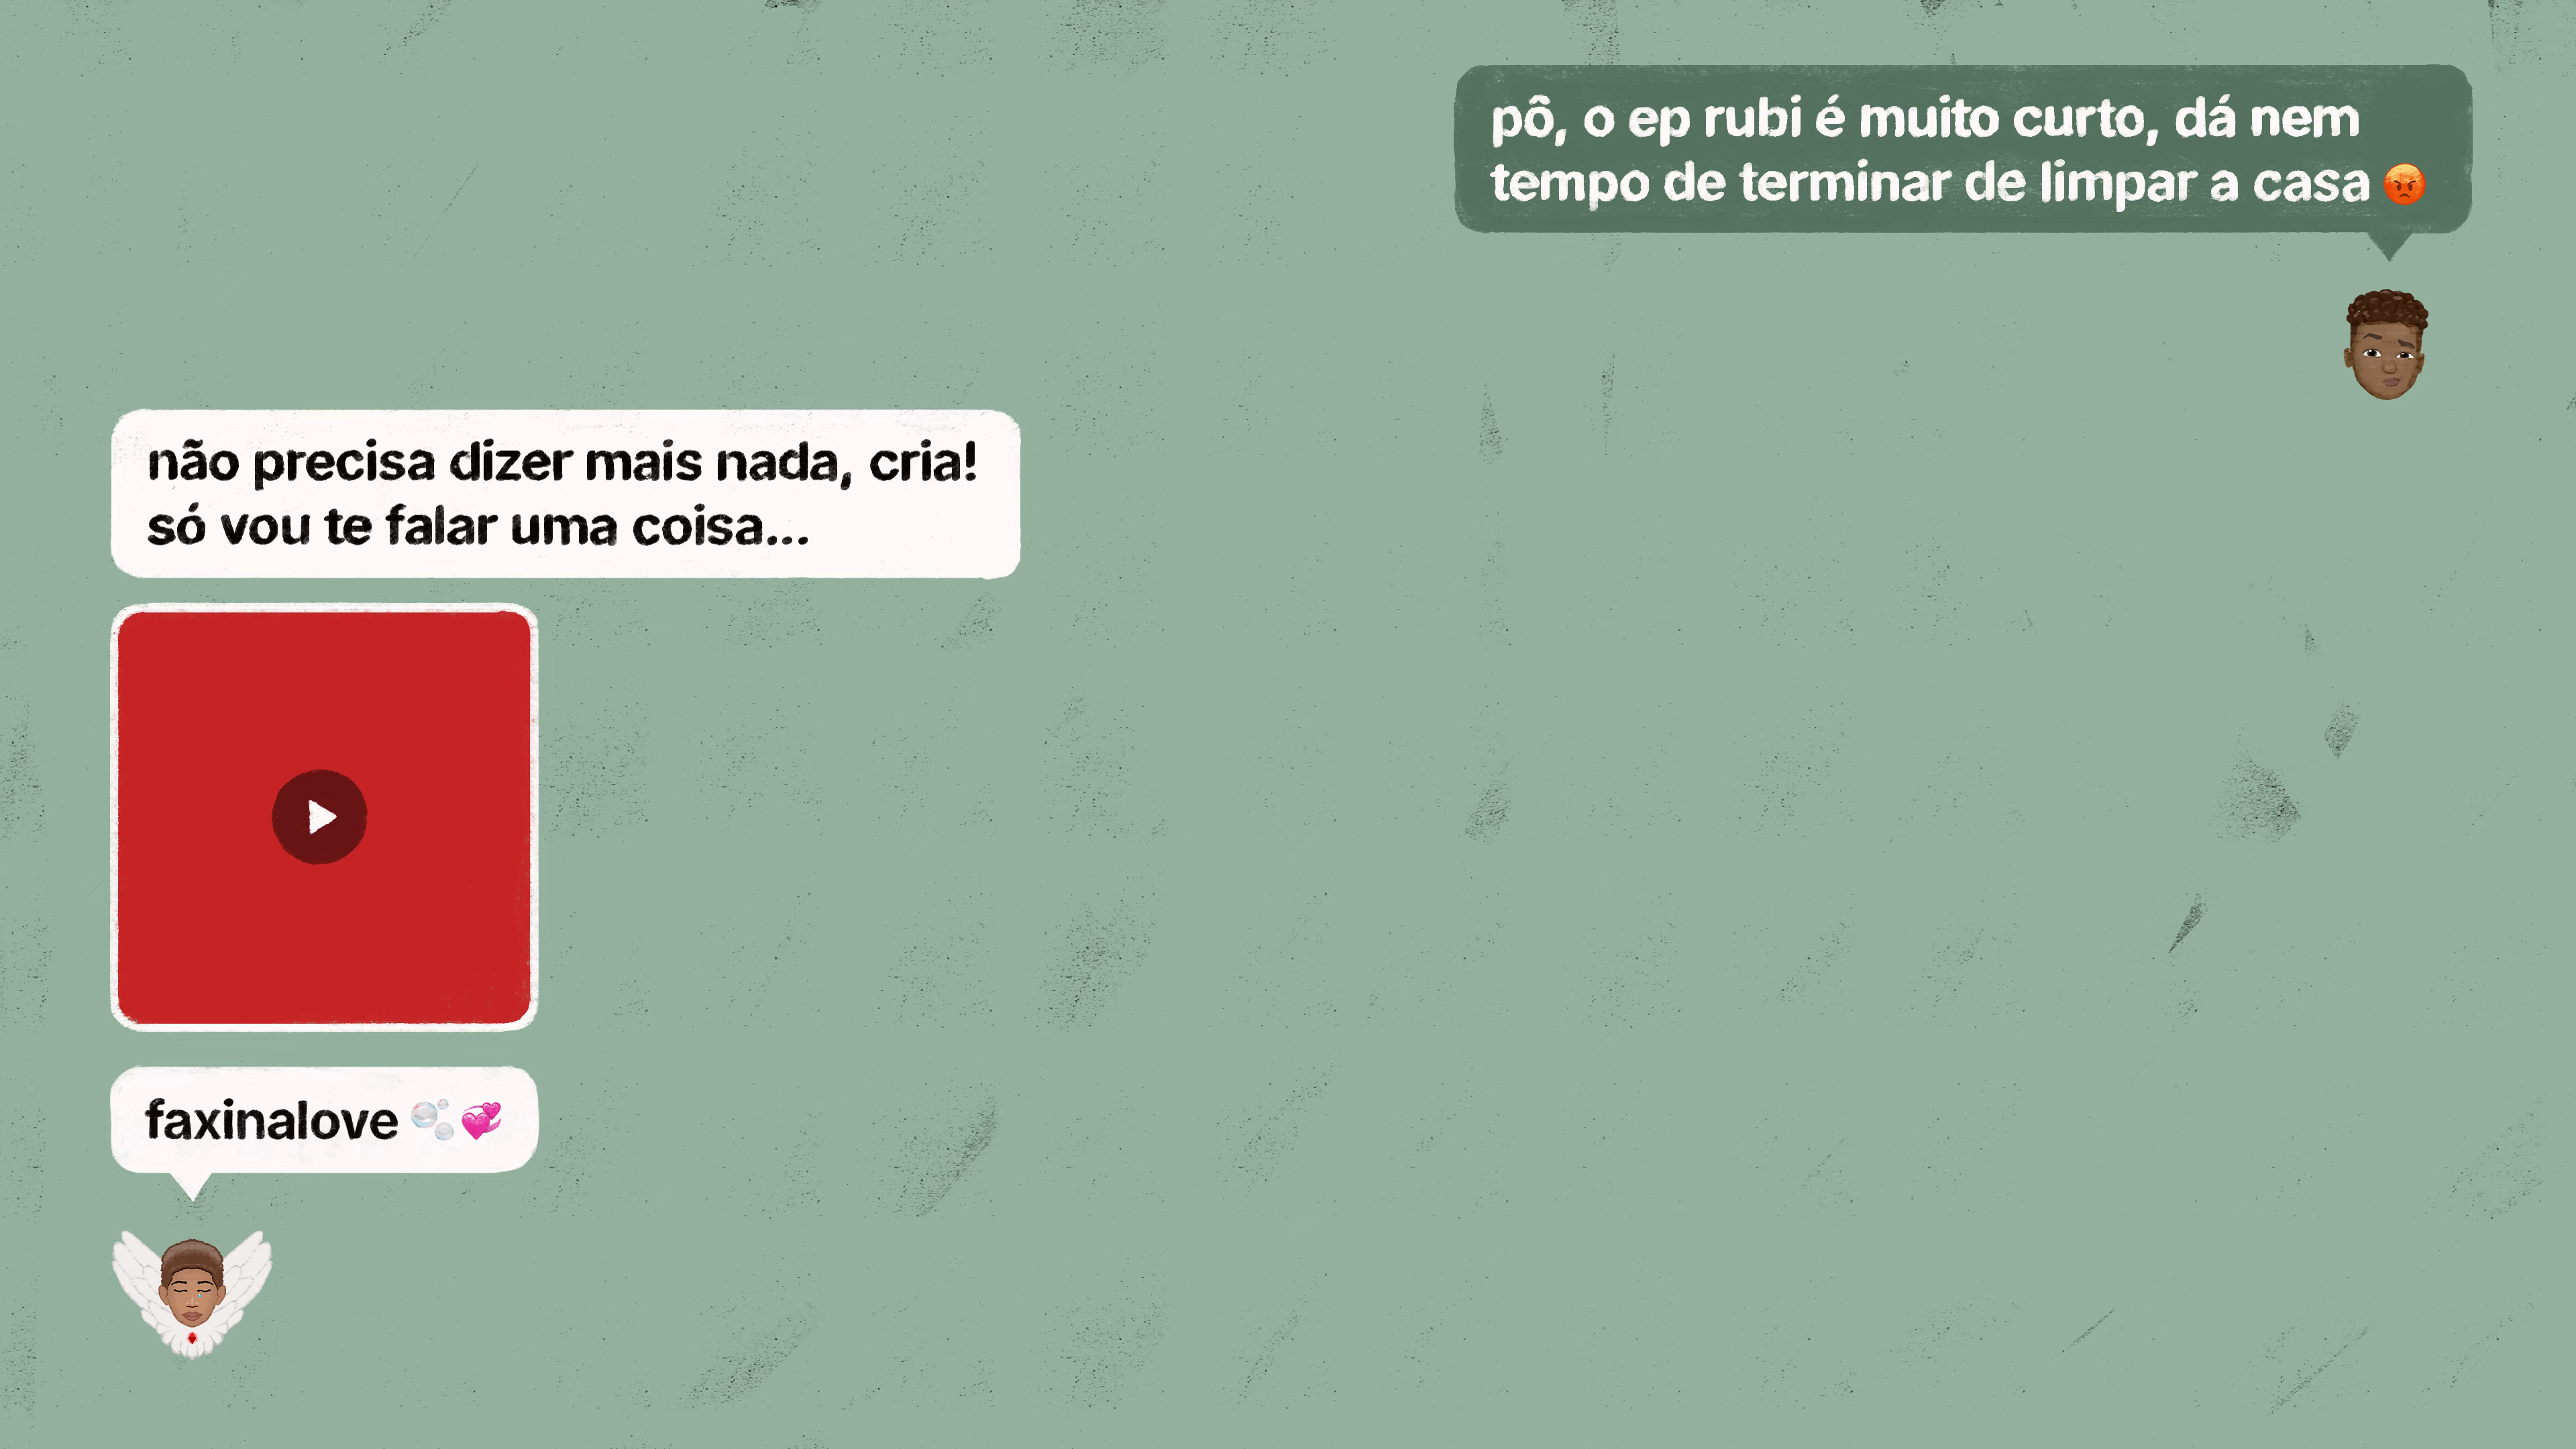 pô, o ep rubi é muito curto, dá nem
tempo de terminar de limpar a casa 😡
não precisa dizer mais nada, cria!
só vou te falar uma coisa...
faxinalove 🫧💞